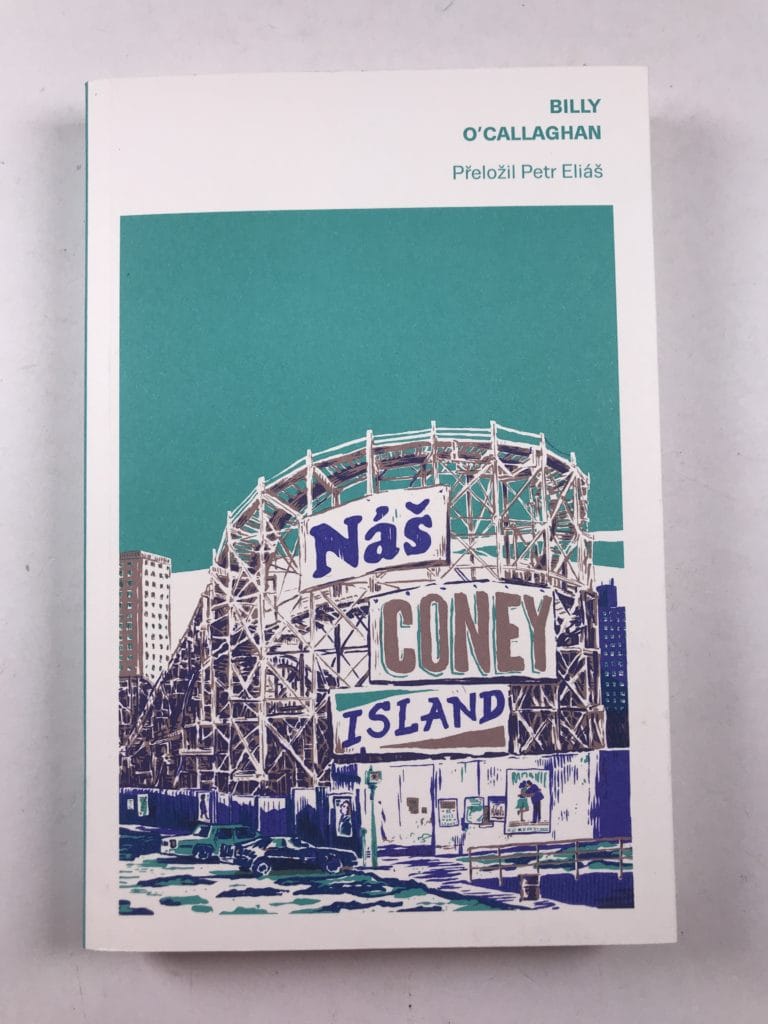 BILLY
O'CALLAGHAN
Přeložil Petr Eliáš
Náš
CONEY
ISLAND